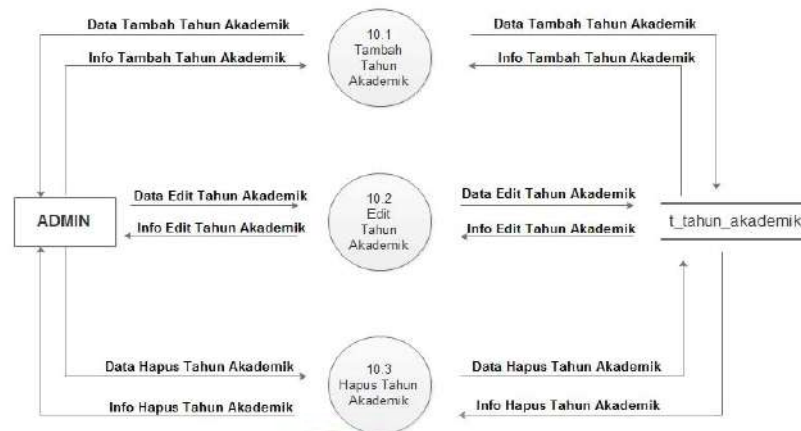 Data Tambah Tahun Akademik
Info Tambah Tahun Akademik
10.1
Tambah
Tahun
Akademik
Data Tambah Tahun Akademik
Info Tambah Tahun Akademik
ADMIN
Data Edit Tahun Akademik
Info Edit Tahun Akademik
10.2
Edit
Tahun
Akademik
Data Edit Tahun Akademik
Info Edit Tahun Akademik
t_tahun_akademik
Data Hapus Tahun Akademik
Info Hapus Tahun Akademik
10.3
Hapus Tahun
Akademik
Data Hapus Tahun Akademik
Info Hapus Tahun Akademik